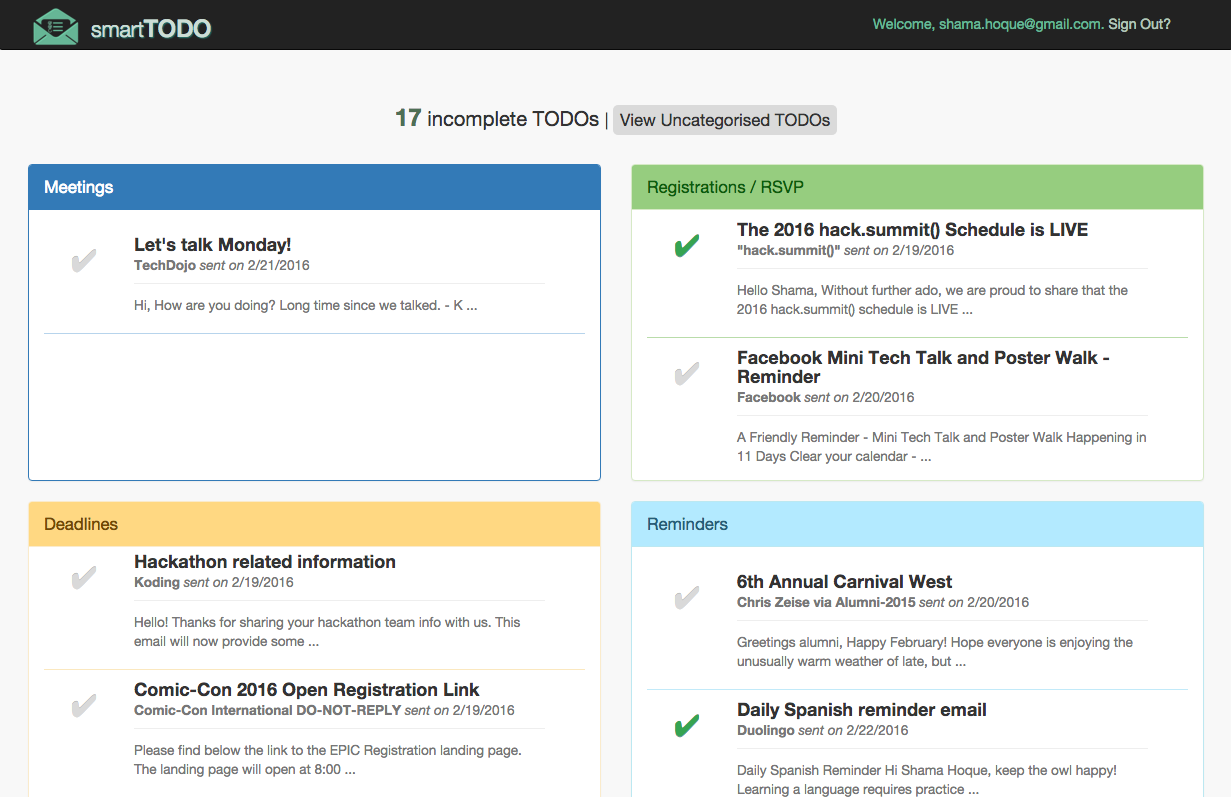 smartTODO
Welcome, shama.hoque@gmail.com. Sign Out?
17 incomplete TODOs | View Uncategorised TODOs
Meetings
Let's talk Monday!
TechDojo sent on 2/21/2016
Hi, How are you doing? Long time since we talked. - K ...
Registrations / RSVP
The 2016 hack.summit() Schedule is LIVE
"hack.summit()" sent on 2/19/2016
Hello Shama, Without further ado, we are proud to share that the
2016 hack.summit() schedule is LIVE ...
Facebook Mini Tech Talk and Poster Walk -
Reminder
Facebook sent on 2/20/2016
A Friendly Reminder - Mini Tech Talk and Poster Walk Happening in
11 Days Clear your calendar - ...
Deadlines
Hackathon related information
Koding sent on 2/19/2016
Hello! Thanks for sharing your hackathon team info with us. This
email will now provide some ...
Comic-Con 2016 Open Registration Link
Comic-Con International DO-NOT-REPLY sent on 2/19/2016
Please find below the link to the EPIC Registration landing page.
The landing page will open at 8:00 ...
Reminders
6th Annual Carnival West
Chris Zeise via Alumni-2015 sent on 2/20/2016
Greetings alumni, Happy February! Hope everyone is enjoying the
unusually warm weather of late, but ...
Daily Spanish reminder email
Duolingo sent on 2/22/2016
Daily Spanish Reminder Hi Shama Hoque, keep the owl happy!
Learning a language requires practice ...